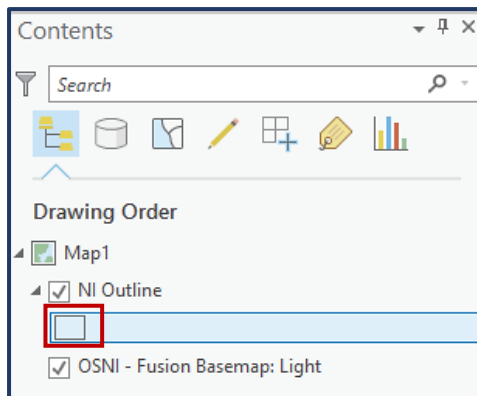 Contents
Search
Drawing Order
Map1
NI Outline
OSNI - Fusion Basemap: Light